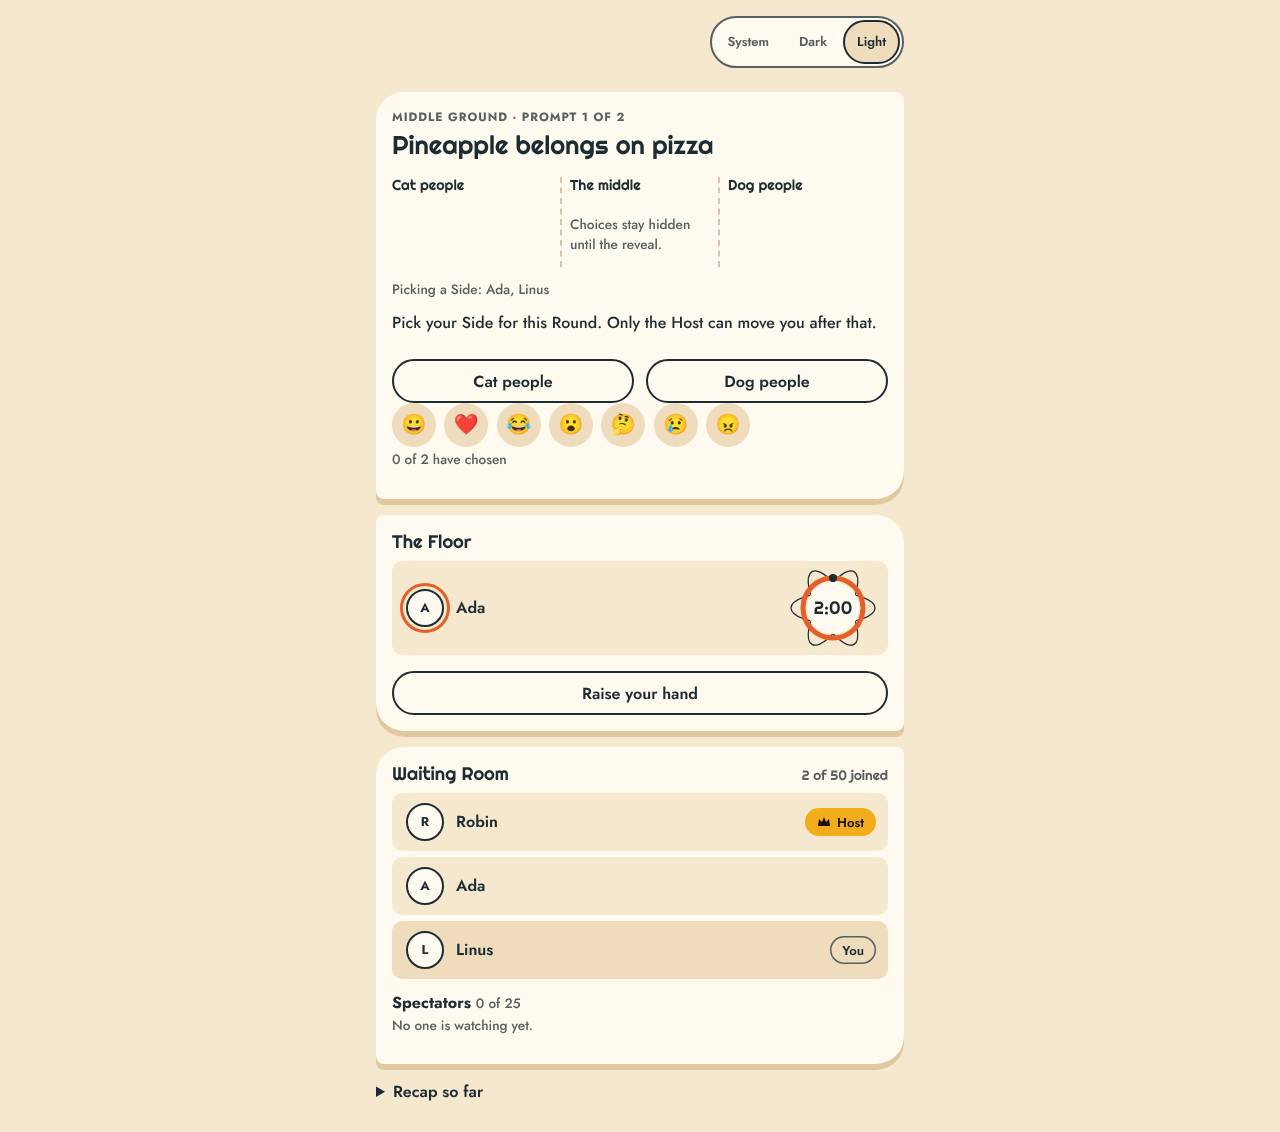 System Dark Light
MIDDLE GROUND · PROMPT 1 OF 2
Pineapple belongs on pizza
Cat people The middle Dog people
Choices stay hidden
until the reveal.
Picking a Side: Ada, Linus
Pick your Side for this Round. Only the Host can move you after that.
Cat people Dog people
😀 ❤️ 😂 😮 🤔 😢 😠
0 of 2 have chosen
The Floor
A Ada 2:00
Raise your hand
Waiting Room 2 of 50 joined
R Robin Host
A Ada
L Linus You
Spectators 0 of 25
No one is watching yet.
Recap so far